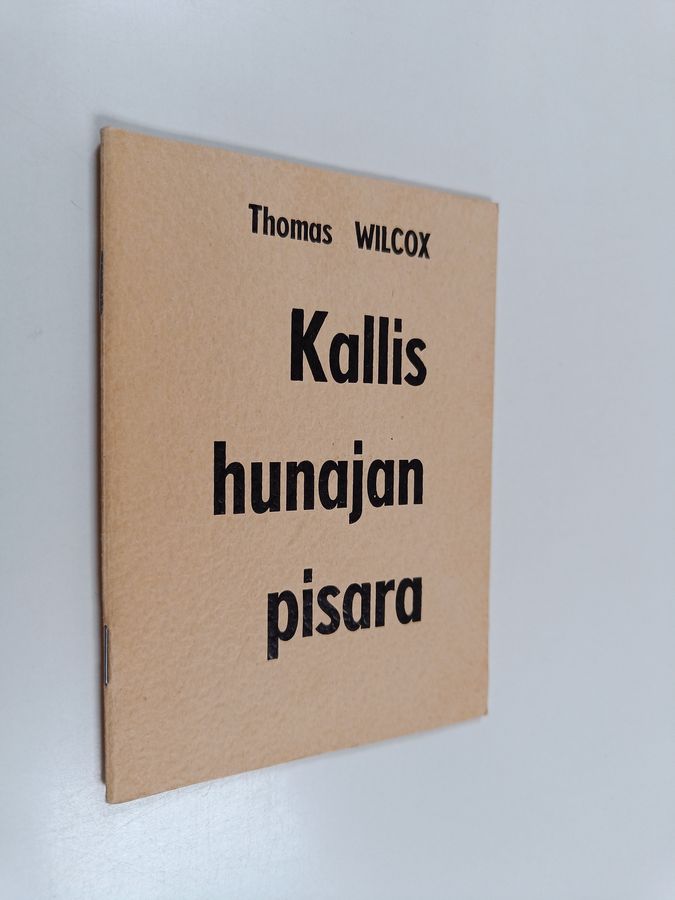 Thomas WILCOX
Kallis
hunajan
pisara